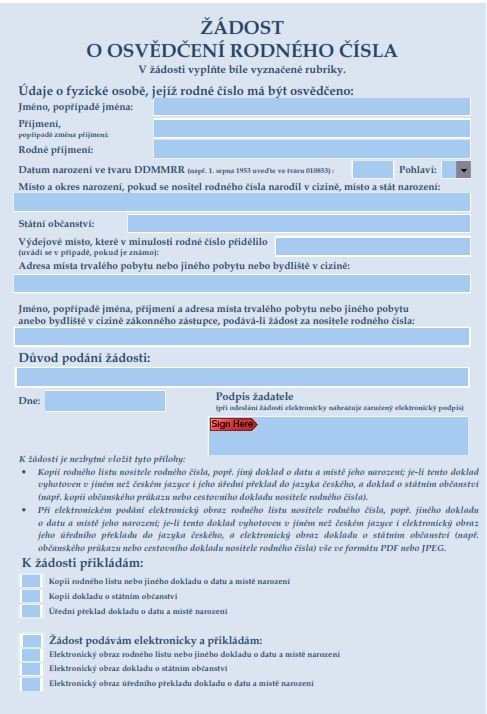 ŽÁDOST
O OSVĚDČENÍ RODNÉHO ČÍSLA
V žádosti vyplňte bíle vyznačené rubriky.
Údaje o fyzické osobě, jejíž rodné číslo má být osvědčeno:
Jméno, popřípadě jména:
Příjmení,
popřípadě změna příjmení:
Rodné příjmení:
Datum narození ve tvaru DDMMRR (např. 1. srpna 1953 uveďte ve tvaru 010853) : Pohlaví:
Místo a okres narození, pokud se nositel rodného čísla narodil v cizině, místo a stát narození:
Státní občanství:
Výdejové místo, které v minulosti rodné číslo přidělilo
(uvádí se v případě, pokud je známo):
Adresa místa trvalého pobytu nebo jiného pobytu nebo bydliště v cizině:
Jméno, popřípadě jména, příjmení a adresa místa trvalého pobytu nebo jiného pobytu
anebo bydliště v cizině zákonného zástupce, podává-li žádost za nositele rodného čísla:
Důvod podání žádosti:
Dne: Podpis žadatele
(při odeslání žádosti elektronicky nahrazuje zaručený elektronický podpis)
Sign Here
K žádosti je nezbytné vložit tyto přílohy:
• Kopii rodného listu nositele rodného čísla, popř. jiný doklad o datu a místě jeho narození; je-li tento doklad
vyhotoven v jiném než českém jazyce i jeho úřední překlad do jazyka českého, a doklad o státním občanství
(např. kopii občanského průkazu nebo cestovního dokladu nositele rodného čísla).
• Při elektronickém podání elektronický obraz rodného listu nositele rodného čísla, popř. jiného dokladu
o datu a místě jeho narození; je-li tento doklad vyhotoven v jiném než českém jazyce i elektronický obraz
jeho úředního překladu do jazyka českého, a elektronický obraz dokladu o státním občanství (např.
občanského průkazu nebo cestovního dokladu nositele rodného čísla) vše ve formátu PDF nebo JPEG.
K žádosti přikládám:
Kopii rodného listu nebo jiného dokladu o datu a místě narození
Kopii dokladu o státním občanství
Úřední překlad dokladu o datu a místě narození
Žádost podávám elektronicky a přikládám:
Elektronický obraz rodného listu nebo jiného dokladu o datu a místě narození
Elektronický obraz dokladu o státním občanství
Elektronický obraz úředního překladu dokladu o datu a místě narození